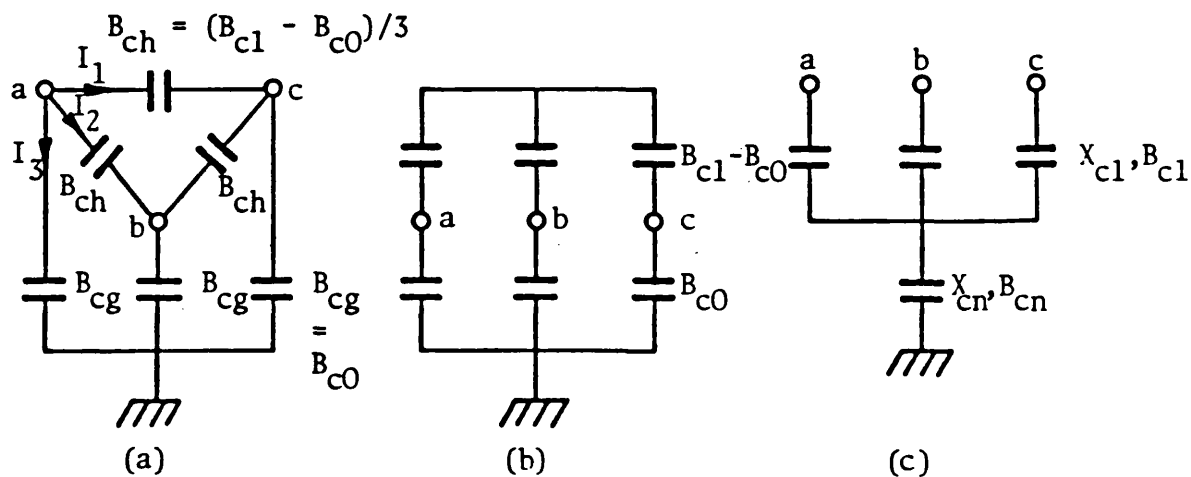 B_ch = (B_c1 - B_c0)/3
a
I_1
c
I_2
I_3
B_ch
B_ch
b
B_cg
B_cg
B_cg
=
B_c0
(a)
B_c1-B_c0
a
b
c
B_c0
(b)
a
b
c
X_c1,B_c1
X_cn,B_cn
(c)